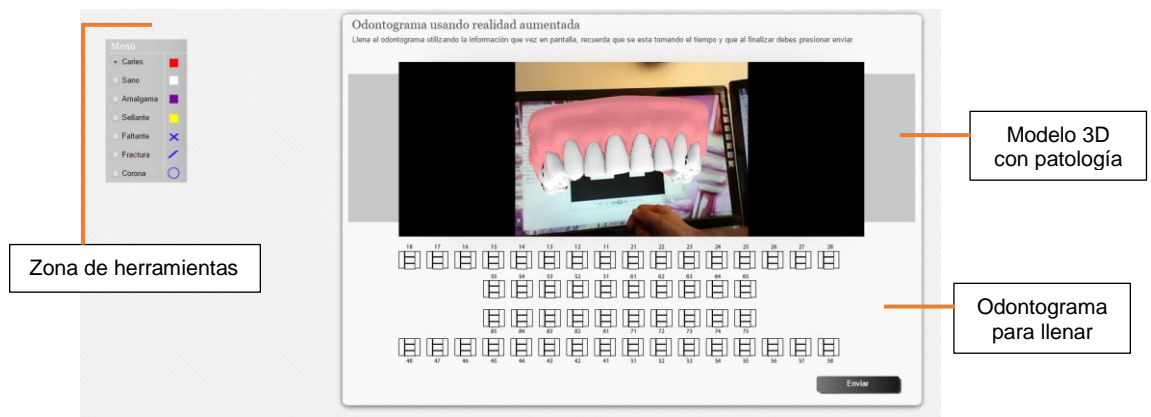 Odontograma usando realidad aumentada
Llena el odontograma utilizando la información que vez en pantalla, recuerda que se esta tomando el tiempo y que al finalizar debes presionar enviar
Menú
Caries
Sano
Amalgama
Sellante
Faltante
Fractura
Corona
Zona de herramientas
Modelo 3D
con patología
18 17 16 15 14 13 12 11 21 22 23 24 25 26 27 28
55 54 53 52 51 61 62 63 64 65
85 84 83 82 81 71 72 73 74 75
48 47 46 45 44 43 42 41 31 32 33 34 35 36 37 38
Odontograma
para llenar
Enviar